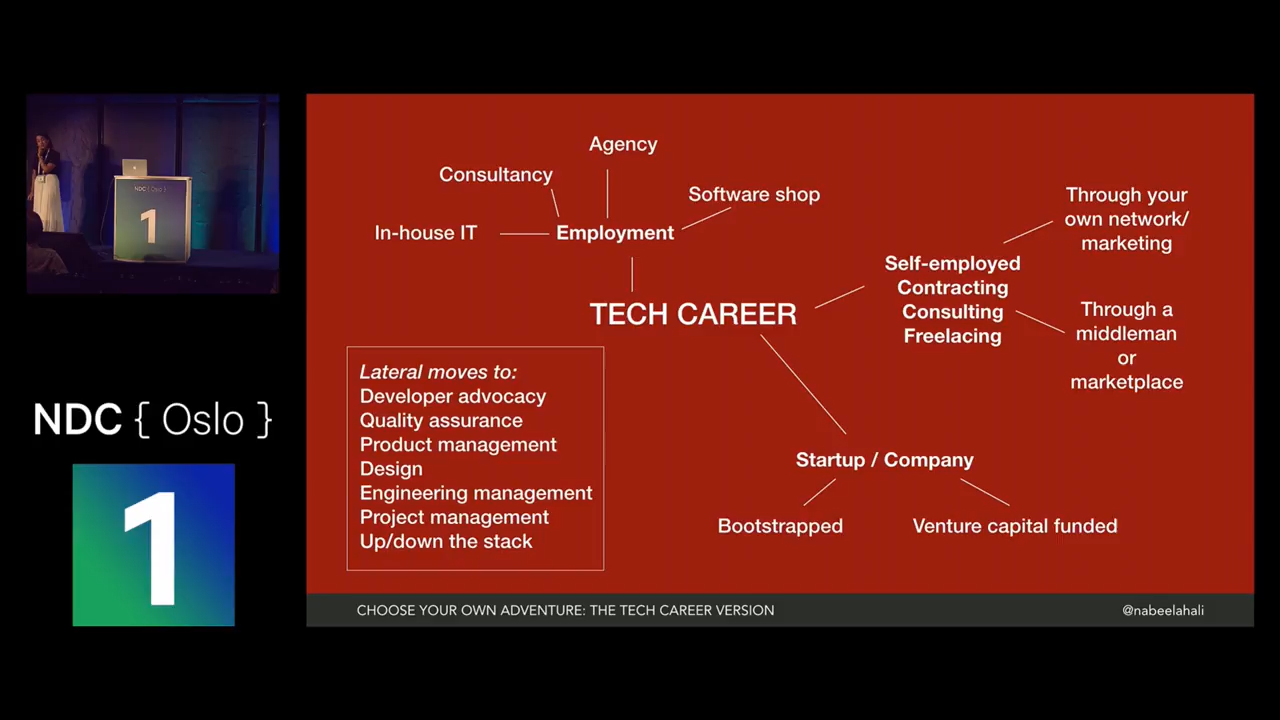 Agency
Consultancy
Software shop
In-house IT
Employment
Through your
own network/
marketing
Self-employed
Contracting
Consulting
Freelacing
TECH CAREER
Through a
middleman
or
marketplace
Lateral moves to:
Developer advocacy
Quality assurance
Product management
Design
Engineering management
Project management
Up/down the stack
Startup / Company
Bootstrapped
Venture capital funded
CHOOSE YOUR OWN ADVENTURE: THE TECH CAREER VERSION
@nabeelahali
NDC { Oslo }
1
NDC { Oslo }
1